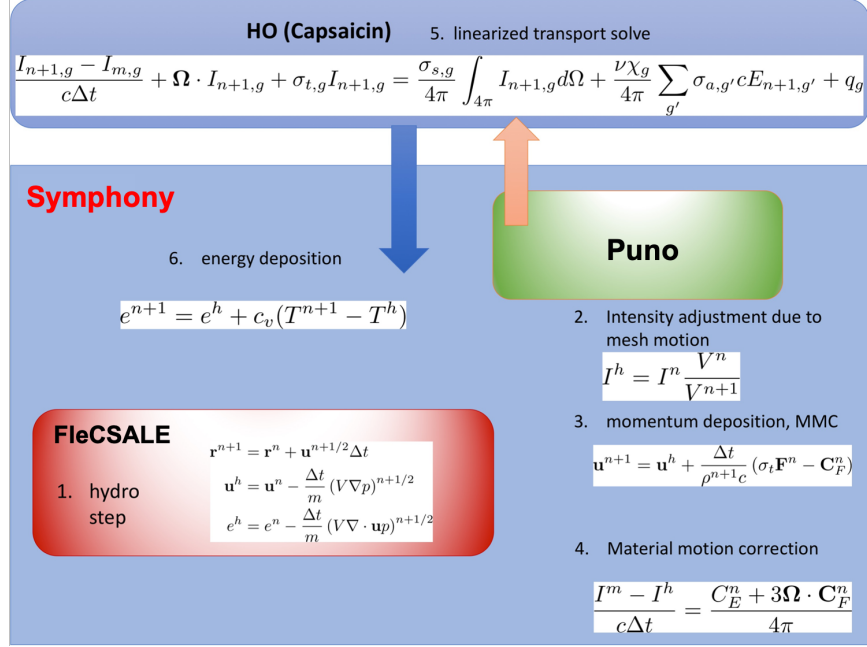 HO (Capsaicin) 5. linearized transport solve
\frac{I_{n+1,g} - I_{m,g}}{c\Delta t} + \mathbf{\Omega} \cdot I_{n+1,g} + \sigma_{t,g} I_{n+1,g} = \frac{\sigma_{s,g}}{4\pi} \int_{4\pi} I_{n+1,g} d\Omega + \frac{\nu\chi_g}{4\pi} \sum_{g'} \sigma_{a,g'} c E_{n+1,g'} + q_g
Symphony
Puno
6. energy deposition
e^{n+1} = e^h + c_v(T^{n+1} - T^h)
2. Intensity adjustment due to
mesh motion
I^h = I^n \frac{V^n}{V^{n+1}}
3. momentum deposition, MMC
\mathbf{u}^{n+1} = \mathbf{u}^h + \frac{\Delta t}{\rho^{n+1} c} (\sigma_t \mathbf{F}^n - \mathbf{C}_F^n)
FleCSALE
1. hydro
step
\mathbf{r}^{n+1} = \mathbf{r}^n + \mathbf{u}^{n+1/2} \Delta t
\mathbf{u}^h = \mathbf{u}^n - \frac{\Delta t}{m} (V \nabla p)^{n+1/2}
e^h = e^n - \frac{\Delta t}{m} (V \nabla \cdot \mathbf{u} p)^{n+1/2}
4. Material motion correction
\frac{I^m - I^h}{c\Delta t} = \frac{C_E^n + 3\mathbf{\Omega} \cdot \mathbf{C}_F^n}{4\pi}